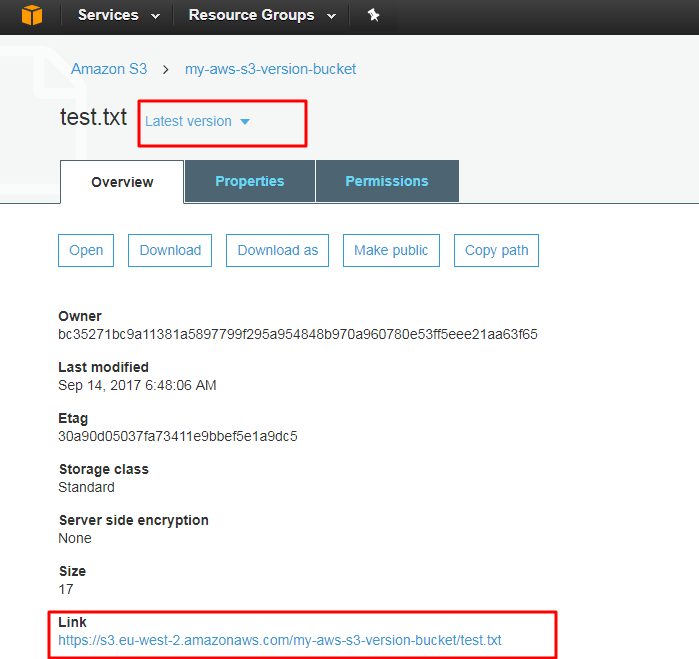 Services Resource Groups
Amazon S3 > my-aws-s3-version-bucket
test.txt Latest version
Overview Properties Permissions
Open Download Download as Make public Copy path
Owner
bc35271bc9a11381a5897799f295a954848b970a960780e53ff5eee21aa63f65
Last modified
Sep 14, 2017 6:48:06 AM
Etag
30a90d05037fa73411e9bbef5e1a9dc5
Storage class
Standard
Server side encryption
None
Size
17
Link
https://s3.eu-west-2.amazonaws.com/my-aws-s3-version-bucket/test.txt